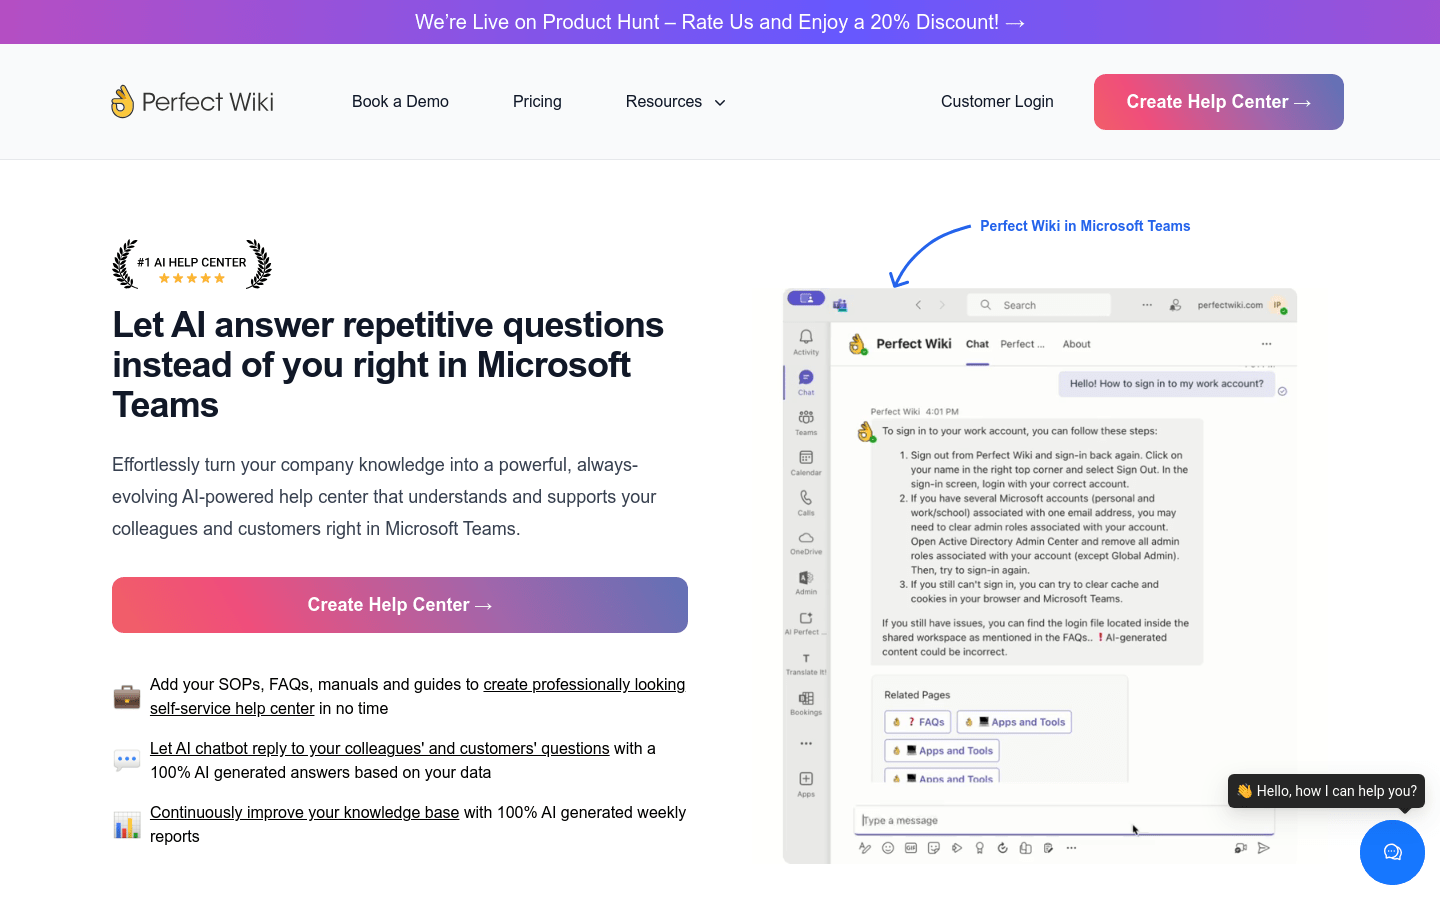 We're Live on Product Hunt – Rate Us and Enjoy a 20% Discount! →
Perfect Wiki
Book a Demo
Pricing
Resources
Customer Login
Create Help Center →
#1 AI HELP CENTER
Let AI answer repetitive questions
instead of you right in Microsoft
Teams
Effortlessly turn your company knowledge into a powerful, always-
evolving AI-powered help center that understands and supports your
colleagues and customers right in Microsoft Teams.
Create Help Center →
Add your SOPs, FAQs, manuals and guides to create professionally looking
self-service help center in no time
Let AI chatbot reply to your colleagues' and customers' questions with a
100% AI generated answers based on your data
Continuously improve your knowledge base with 100% AI generated weekly
reports
Perfect Wiki in Microsoft Teams
Search
perfectwiki.com
IP
Activity
Chat
Teams
Calendar
Calls
OneDrive
Admin
AI Perfect ...
Translate It!
Bookings
Apps
Perfect Wiki
Chat
Perfect ...
About
Hello! How to sign in to my work account?
Perfect Wiki 4:01 PM
To sign in to your work account, you can follow these steps:
1. Sign out from Perfect Wiki and sign-in back again. Click on
your name in the right top corner and select Sign Out. In the
sign-in screen, login with your correct account.
2. If you have several Microsoft accounts (personal and
work/school) associated with one email address, you may
need to clear admin roles associated with your account.
Open Active Directory Admin Center and remove all admin
roles associated with your account (except Global Admin).
Then, try to sign-in again.
3. If you still can't sign in, you can try to clear cache and
cookies in your browser and Microsoft Teams.
If you still have issues, you can find the login file located inside the
shared workspace as mentioned in the FAQs.. ❗AI-generated
content could be incorrect.
Related Pages
❓ FAQs
Apps and Tools
Apps and Tools
Apps and Tools
Type a message
GIF
👋 Hello, how I can help you?